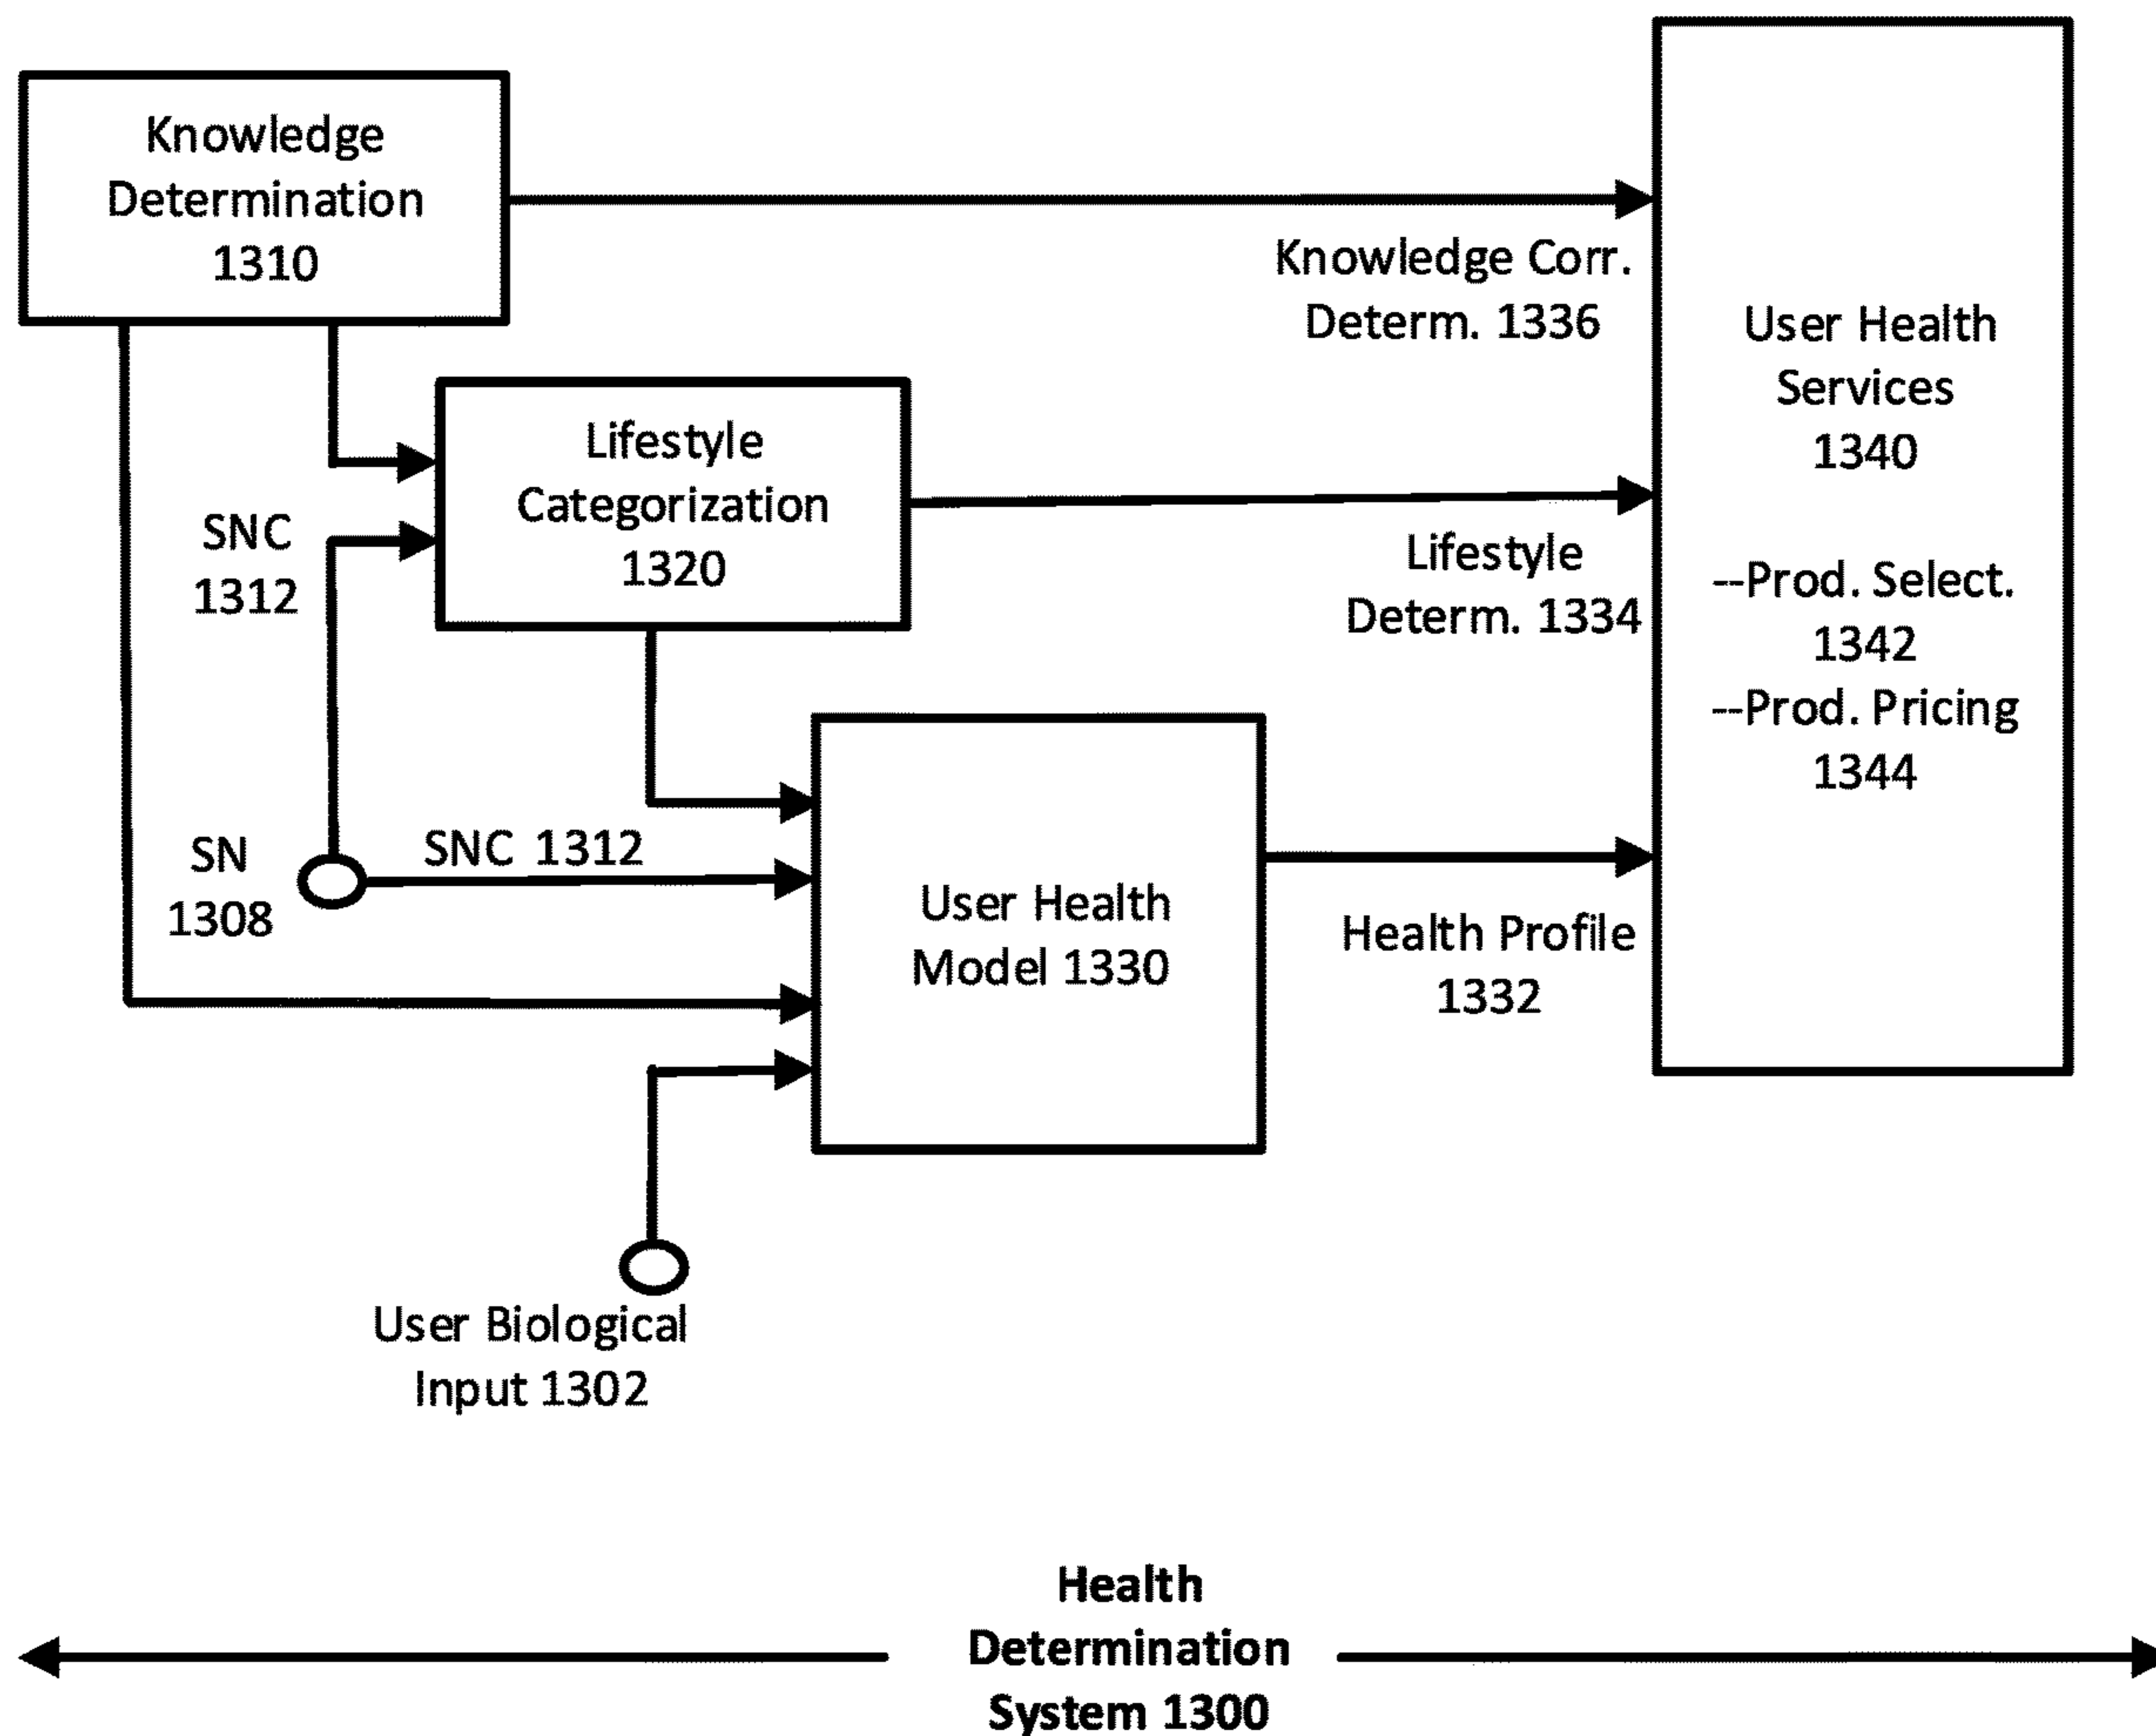 Knowledge
Determination
1310
Knowledge Corr.
Determ. 1336
User Health
Services
1340
--Prod. Select.
1342
--Prod. Pricing
1344
Lifestyle
Categorization
1320
SNC
1312
Lifestyle
Determ. 1334
SN
1308
SNC 1312
User Health
Model 1330
Health Profile
1332
User Biological
Input 1302
Health
Determination
System 1300